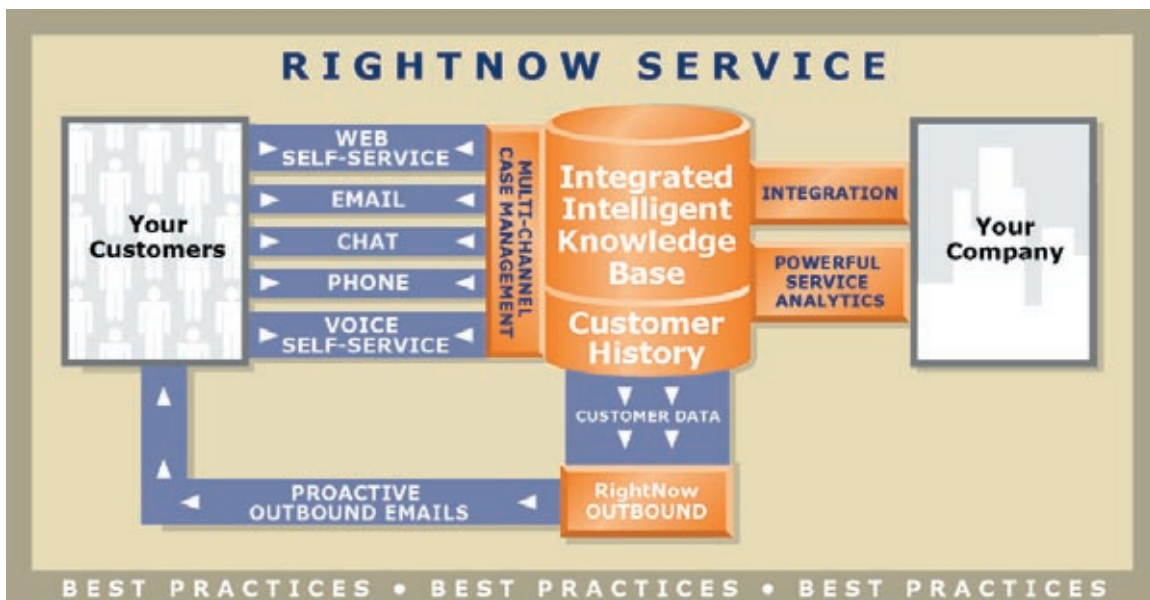 RIGHTNOW SERVICE
Your
Customers
WEB
SELF-SERVICE
EMAIL
CHAT
PHONE
VOICE
SELF-SERVICE
MULTI-CHANNEL
CASE MANAGEMENT
Integrated
Intelligent
Knowledge
Base
Customer
History
INTEGRATION
POWERFUL
SERVICE
ANALYTICS
Your
Company
CUSTOMER DATA
PROACTIVE
OUTBOUND EMAILS
RightNow
OUTBOUND
BEST PRACTICES • BEST PRACTICES • BEST PRACTICES